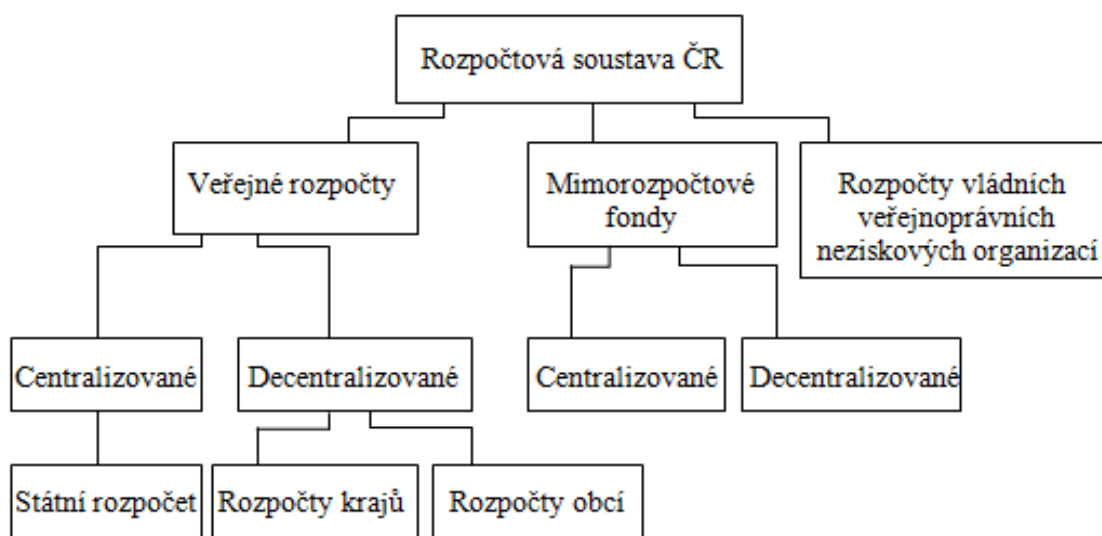 Rozpočtová soustava ČR
Veřejné rozpočty
Mimorozpočtové
fondy
Rozpočty vládních
veřejnoprávních
neziskových organizací
Centralizované
Decentralizované
Centralizované
Decentralizované
Státní rozpočet
Rozpočty krajů
Rozpočty obcí